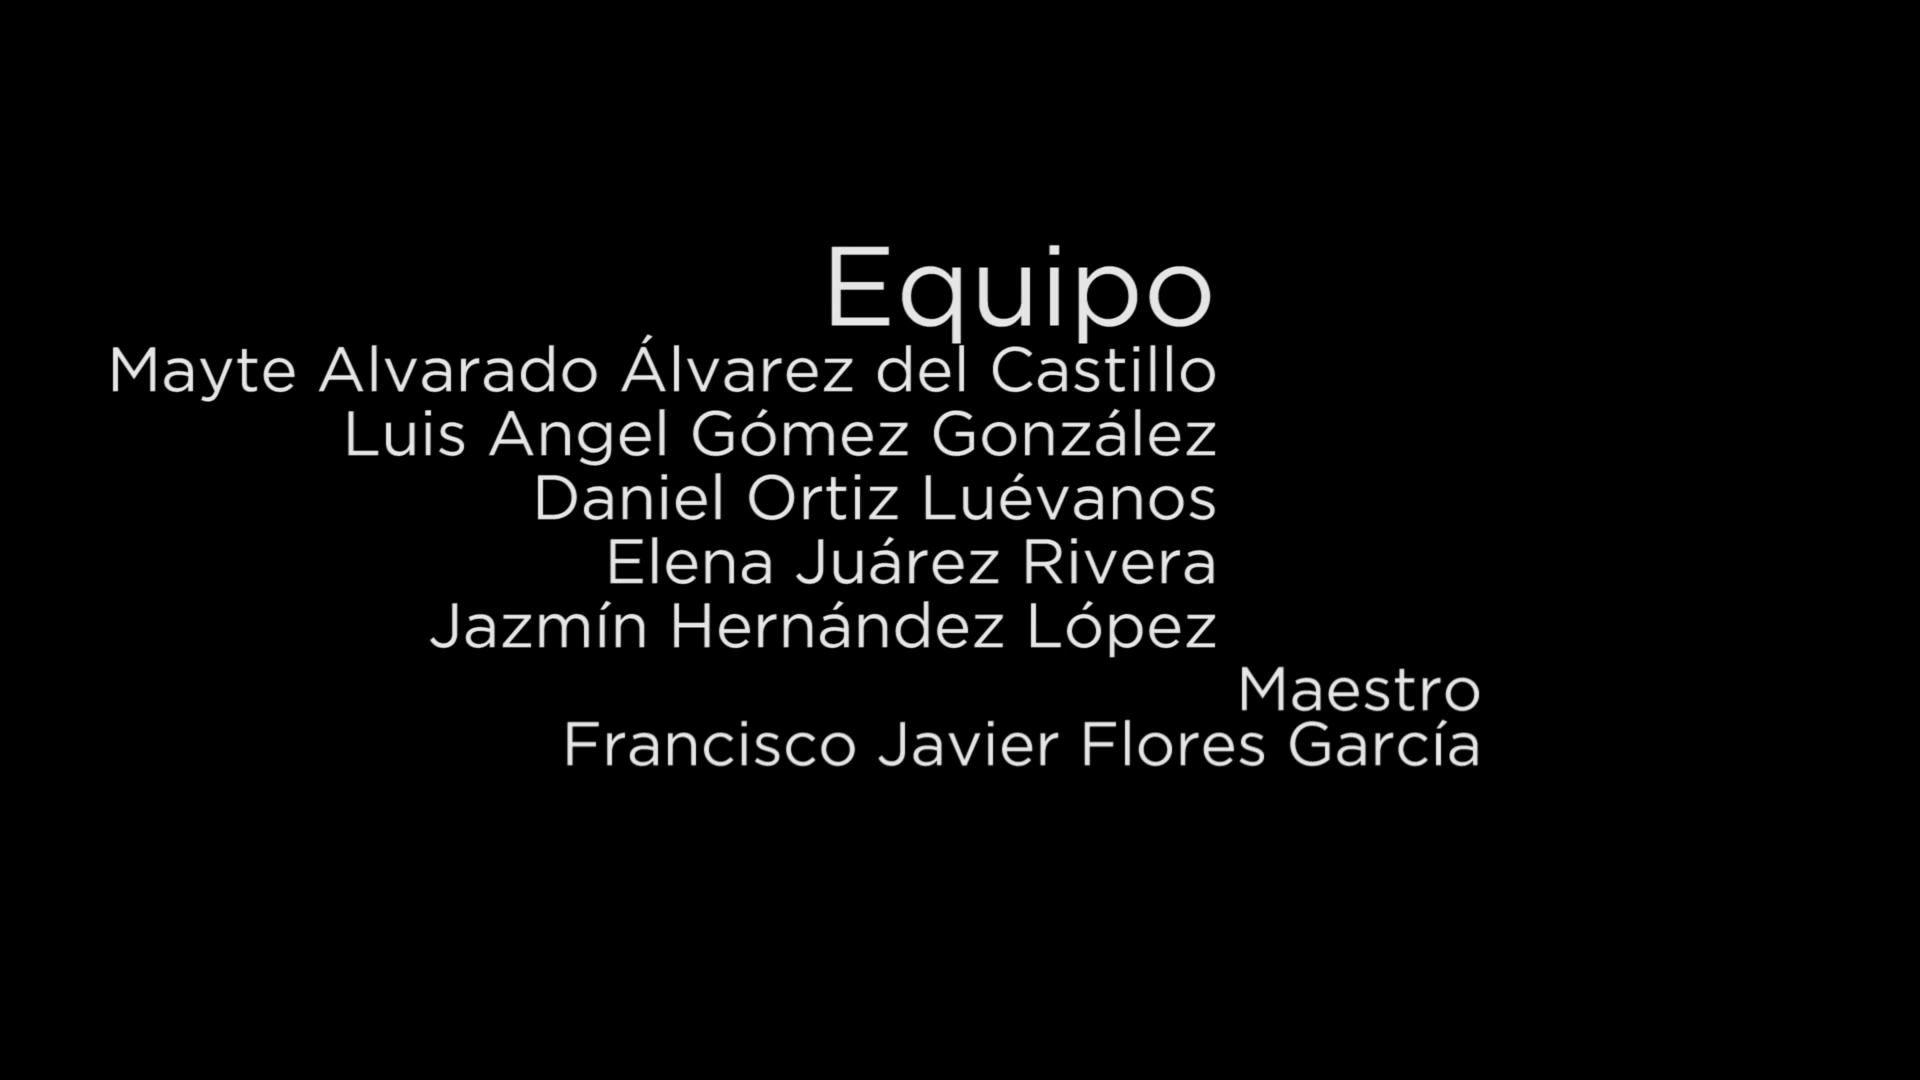 Equipo
Mayte Alvarado Álvarez del Castillo
Luis Angel Gómez González
Daniel Ortiz Luévanos
Elena Juárez Rivera
Jazmín Hernández López
Maestro
Francisco Javier Flores García